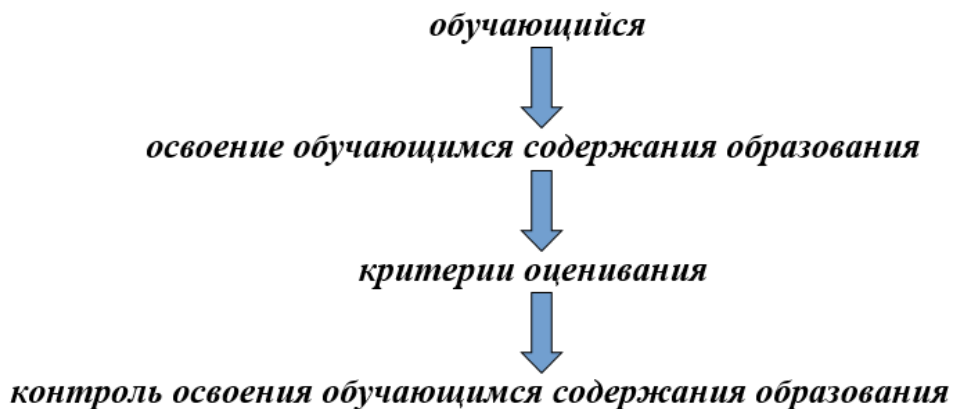 обучающийся
освоение обучающимся содержания образования
критерии оценивания
контроль освоения обучающимся содержания образования